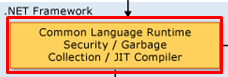 .NET Framework
Common Language Runtime
Security / Garbage
Collection / JIT Compiler